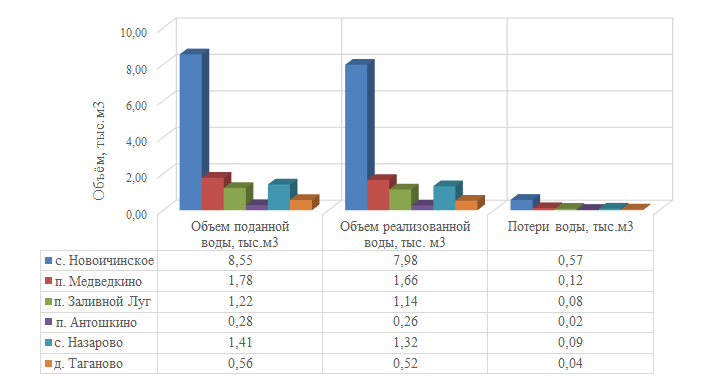 10,00
8,00
6,00
4,00
2,00
0,00
Объём, тыс.м3
Объем поданной воды, тыс.м3
Объем реализованной воды, тыс. м3
Потери воды, тыс.м3
с. Новоичинское 8,55 7,98 0,57
п. Медведкино 1,78 1,66 0,12
п. Заливной Луг 1,22 1,14 0,08
п. Антошкино 0,28 0,26 0,02
с. Назарово 1,41 1,32 0,09
д. Таганово 0,56 0,52 0,04